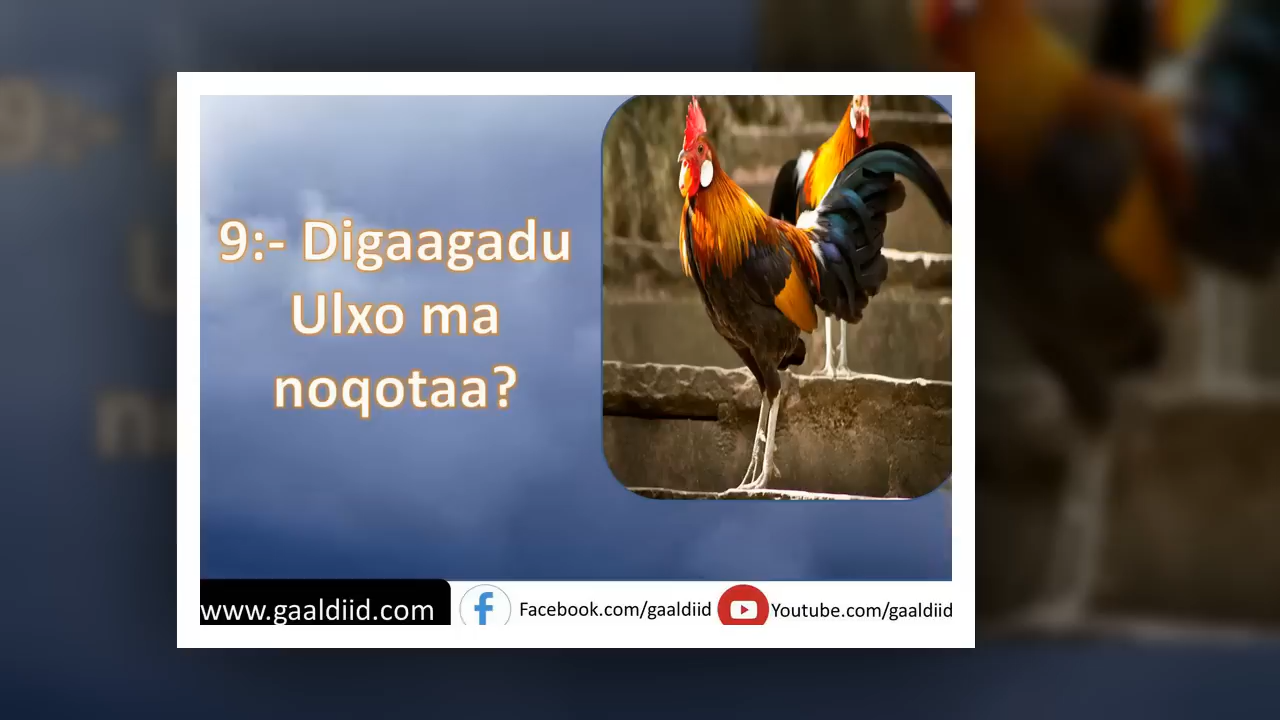 9:- Digaagadu
Ulxo ma
noqotaa?
www.gaaldiid.com
Facebook.com/gaaldiid
Youtube.com/gaaldiid